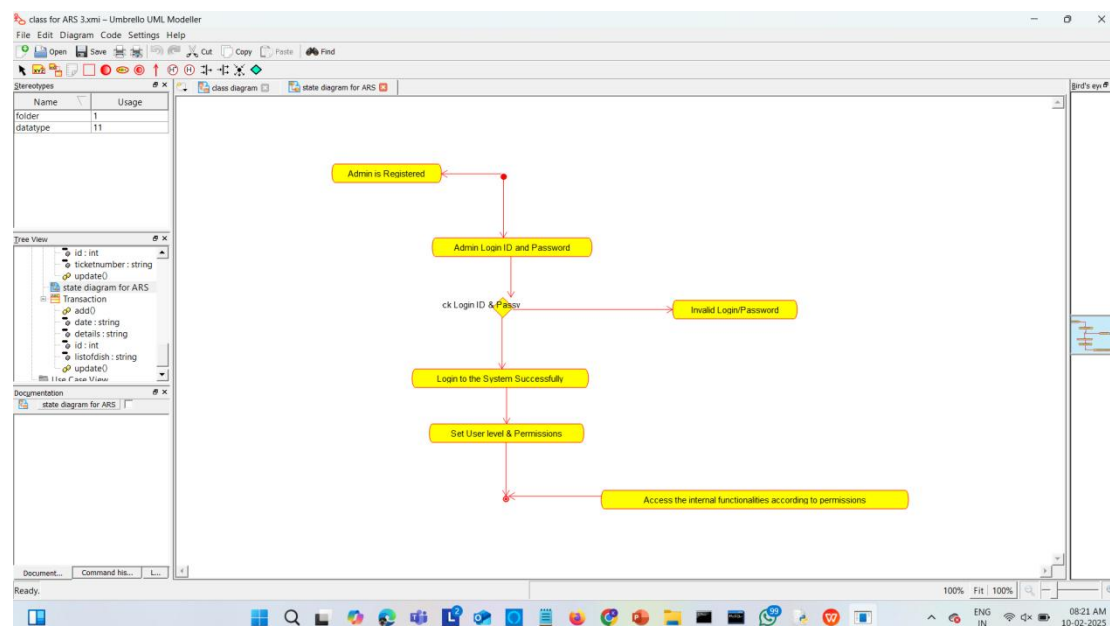 class for ARS 3.xmi – Umbrello UML Modeller
File Edit Diagram Code Settings Help
Open Save Cut Copy Paste Find
Stereotypes
class diagram
state diagram for ARS
Bird's eye
Name Usage
folder 1
datatype 11
Admin is Registered
Tree View
id : int
ticketnumber : string
update()
state diagram for ARS
Transaction
add()
date : string
details : string
id : int
listofdish : string
update()
Use Case View
Admin Login ID and Password
ck Login ID & Passv
Invalid Login/Password
Login to the System Successfully
Documentation
state diagram for ARS
Set User level & Permissions
Access the internal functionalities according to permissions
Document... Command his... L...
Ready.
100% Fit 100%
99
ENG
IN
08:21 AM
10-02-2025